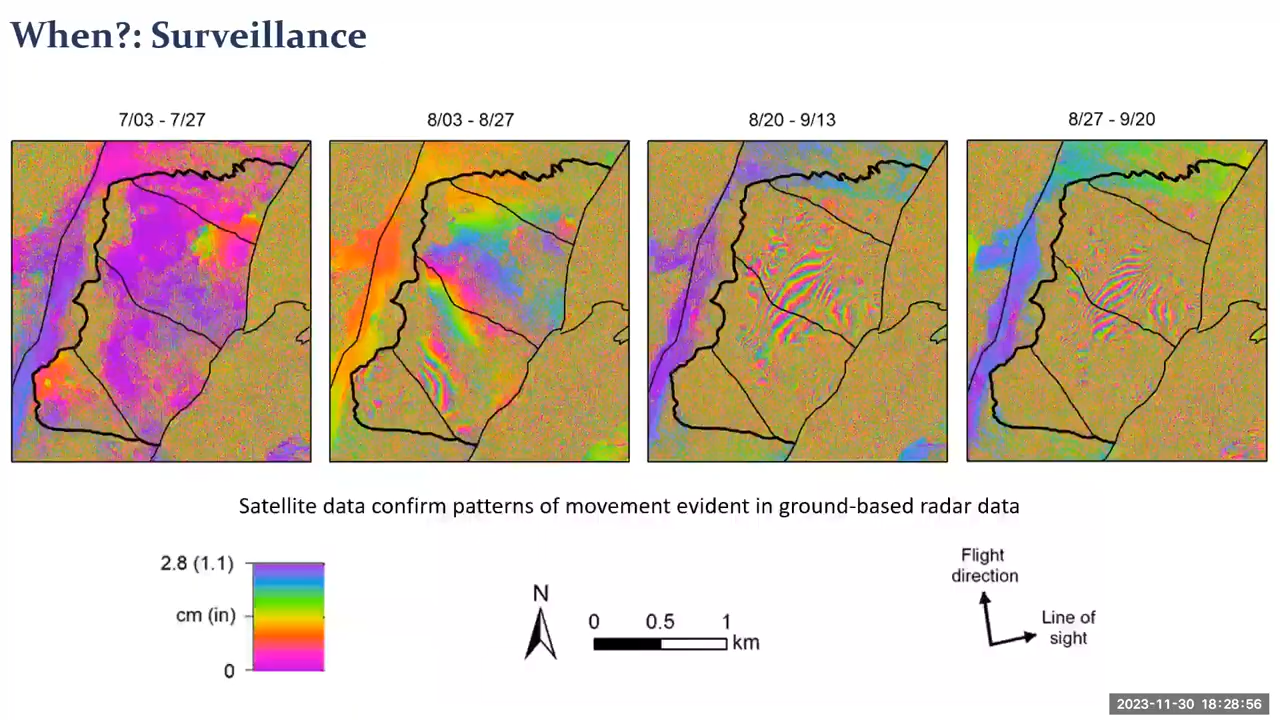 When?: Surveillance
7/03 - 7/27
8/03 - 8/27
8/20 - 9/13
8/27 - 9/20
Satellite data confirm patterns of movement evident in ground-based radar data
2.8 (1.1)
cm (in)
0
N
0 0.5 1
km
Flight
direction
Line of
sight
2023-11-30 18:28:56